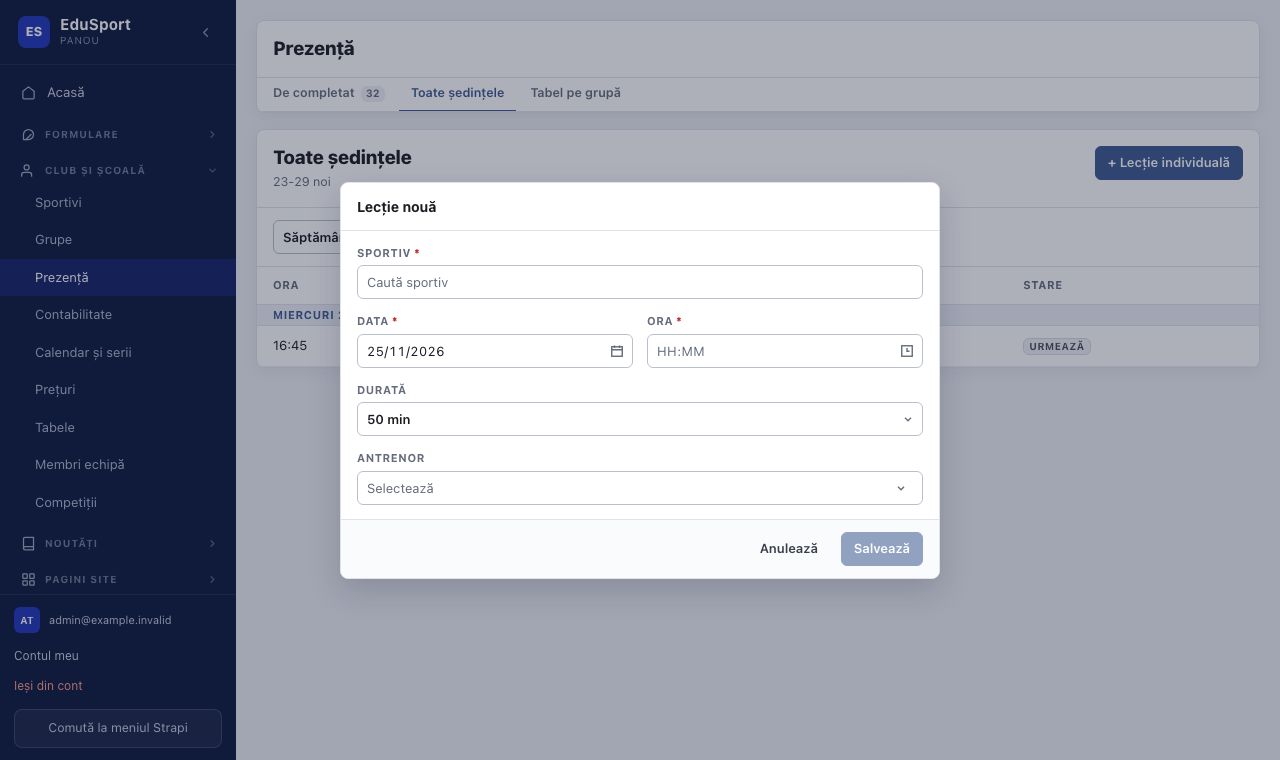 ES
EduSport
PANOU
Acasă
FORMULARE
CLUB ȘI ȘCOALĂ
Sportivi
Grupe
Prezență
Contabilitate
Calendar și serii
Prețuri
Tabele
Membri echipă
Competiții
NOUTĂȚI
PAGINI SITE
AT
admin@example.invalid
Contul meu
Ieși din cont
Comută la meniul Strapi
Prezență
De completat 32
Toate ședințele
Tabel pe grupă
Toate ședințele
23-29 noi
+ Lecție individuală
ORA
STARE
MIERCURI
16:45
URMEAZĂ
Lecție nouă
SPORTIV *
Caută sportiv
DATA *
ORA *
25/11/2026
HH:MM
DURATĂ
50 min
ANTRENOR
Selectează
Anulează
Salvează